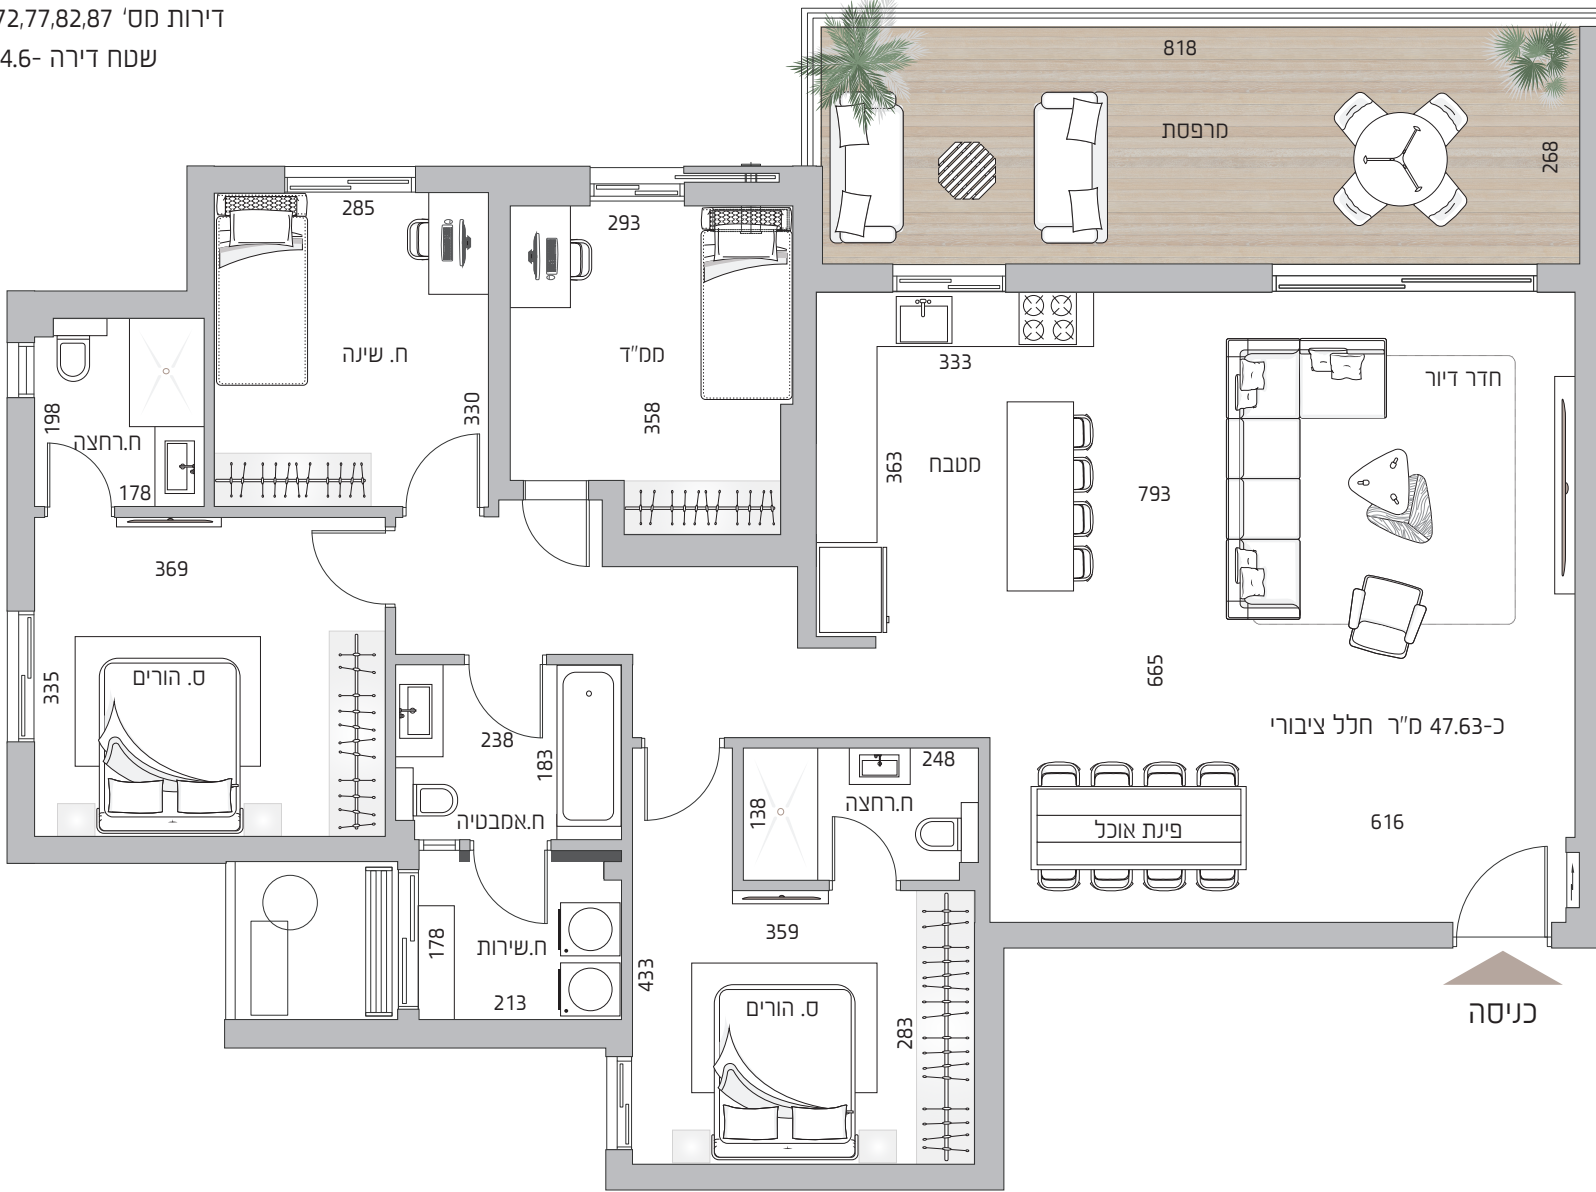 דירות מס' 72,77,82,87
שטח דירה -4.6
818
מרפסת
268
285
293
ח. שינה
ממ"ד
330
358
333
חדר דיור
363
מטבח
793
198
ח.רחצה
178
369
335
ס. הורים
665
כ-47.63 מ"ר חלל ציבורי
238
183
ח.אמבטיה
248
138
ח.רחצה
616
פינת אוכל
178
ח.שירות
213
359
433
ס. הורים
283
כניסה